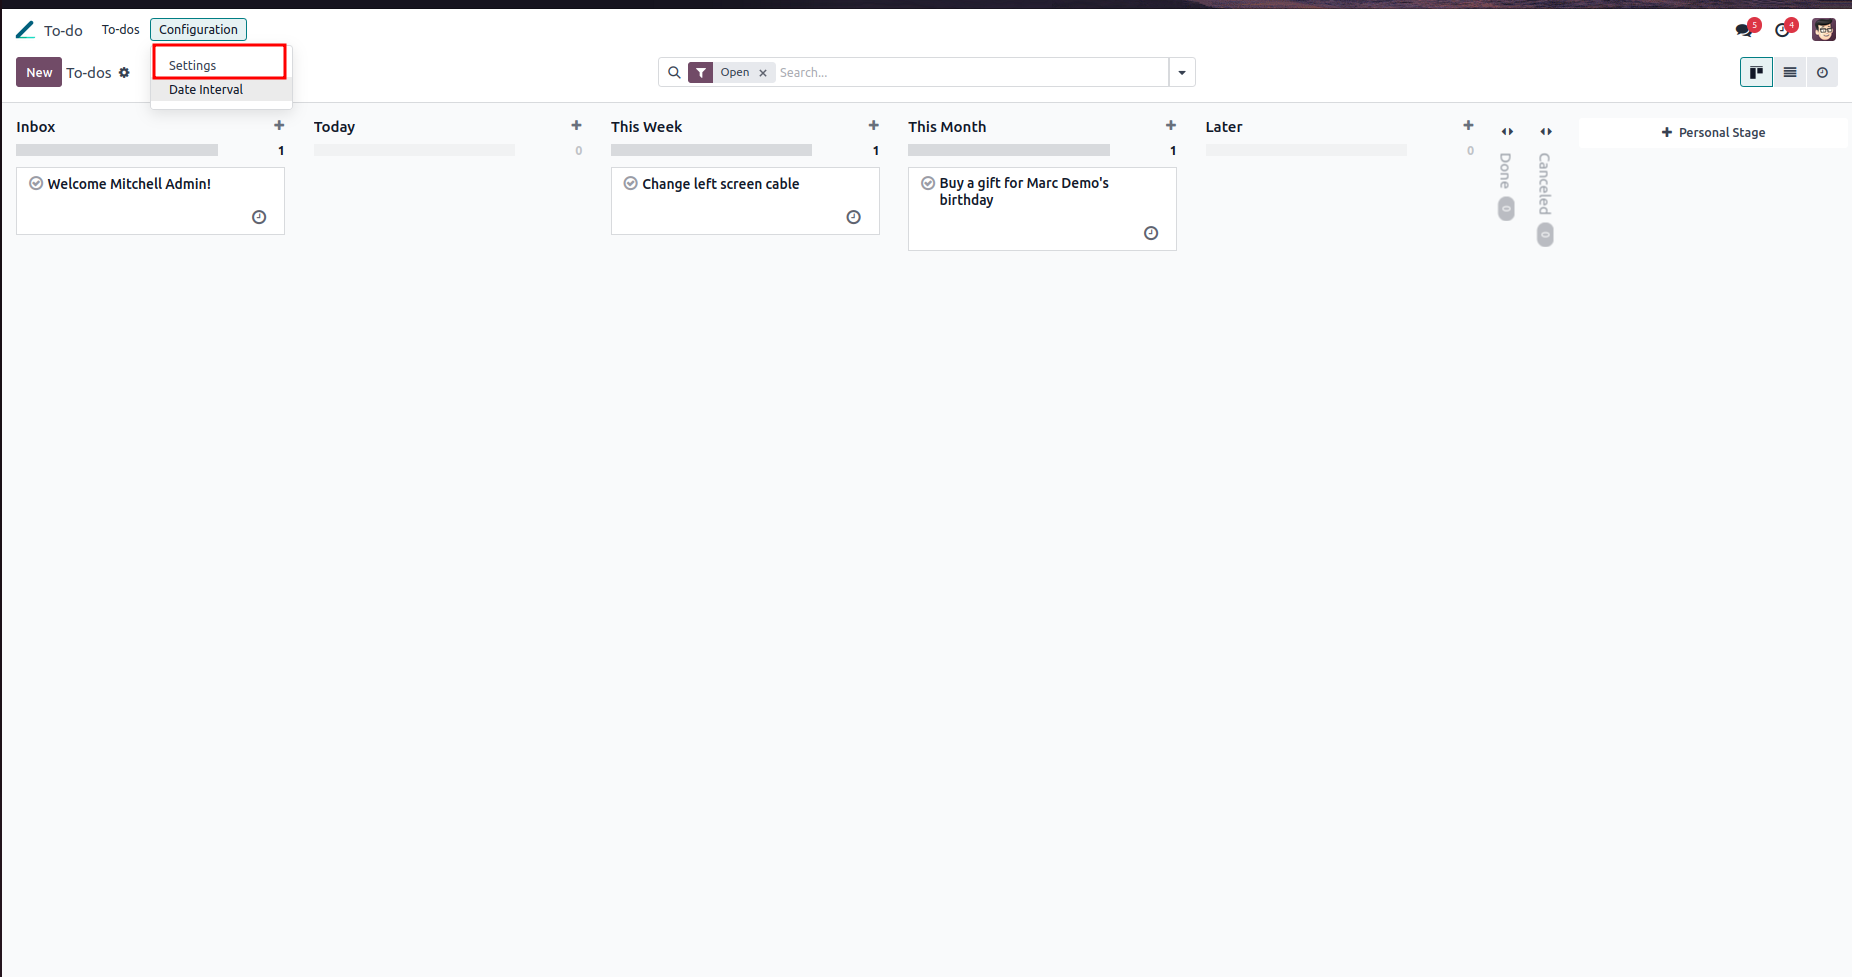 To-do To-dos Configuration 5 4
Settings
Date Interval
New To-dos Open × Search...
Inbox + Today + This Week + This Month + Later +
1 0 1 1 0
+ Personal Stage
Done 0
Canceled 0
Welcome Mitchell Admin!
Change left screen cable
Buy a gift for Marc Demo's
birthday